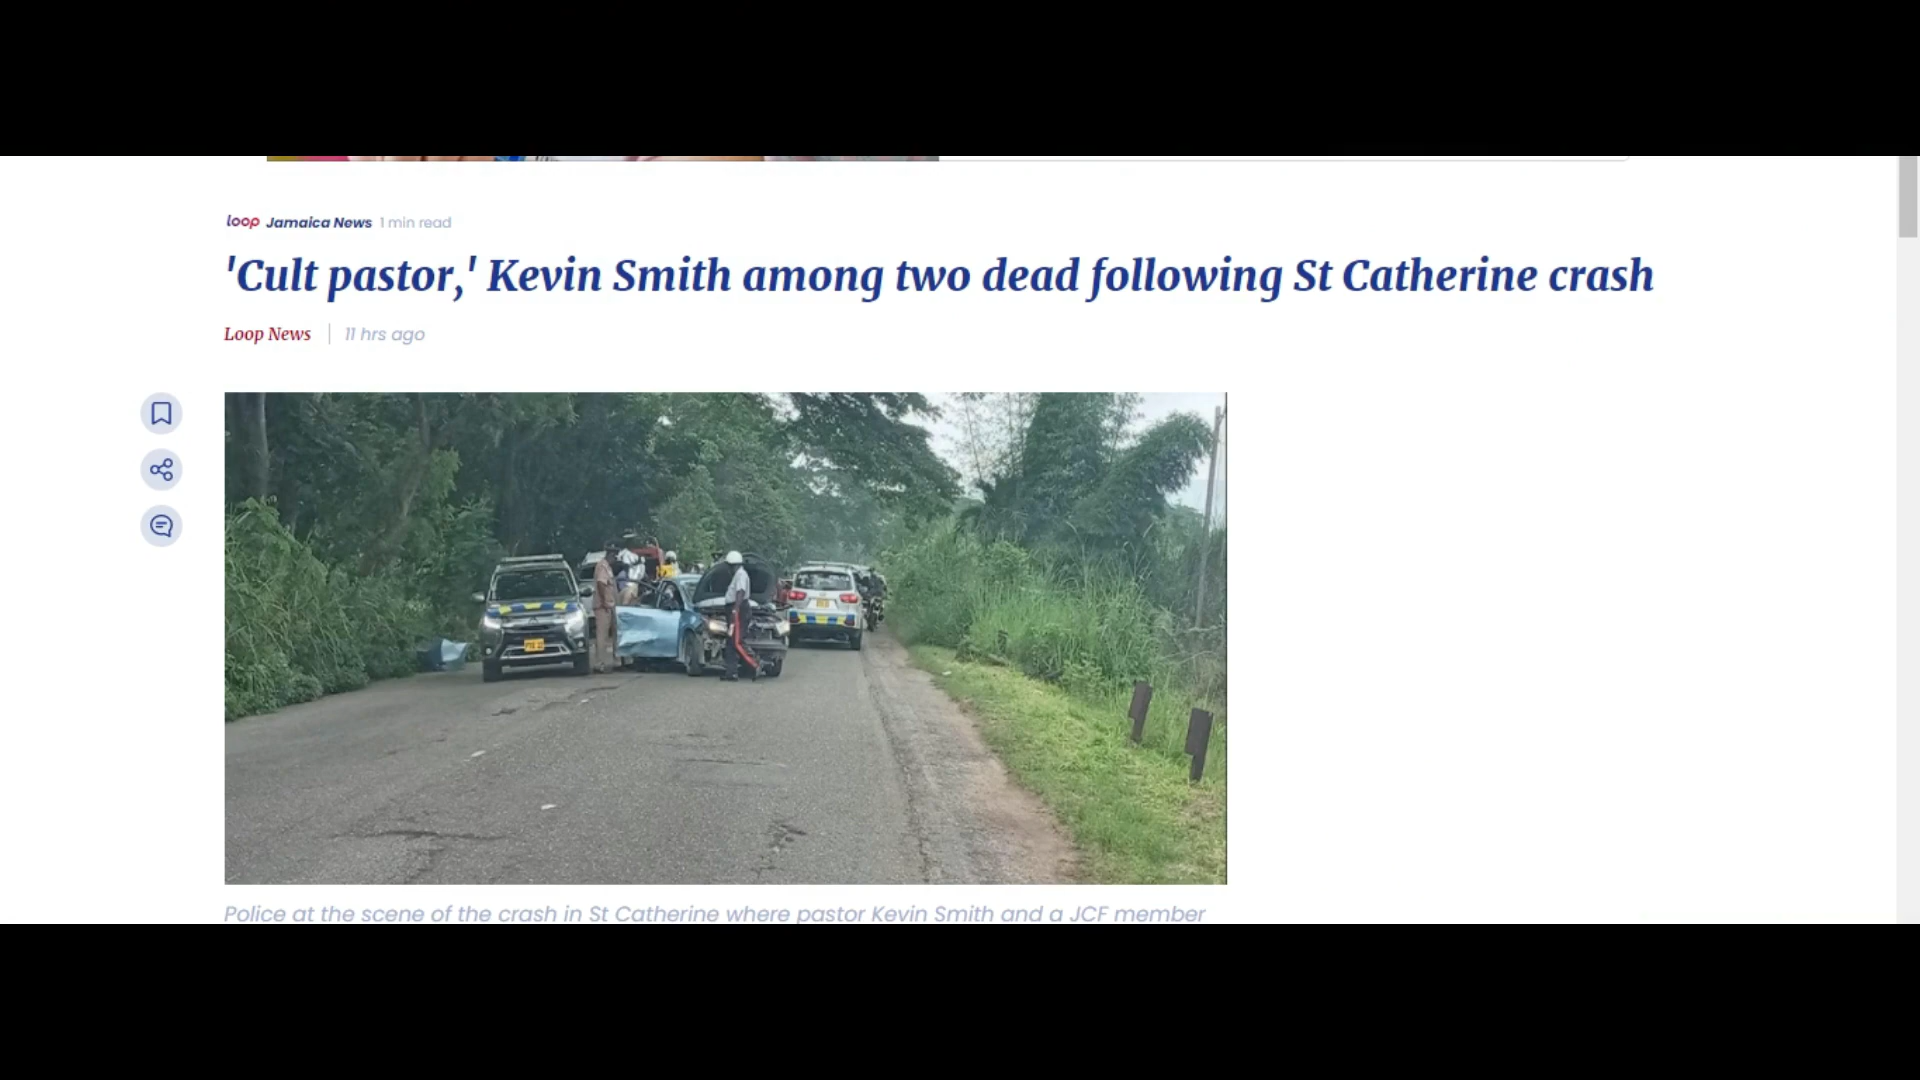 loop Jamaica News 1 min read
'Cult pastor,' Kevin Smith among two dead following St Catherine crash
Loop News | 11 hrs ago
Police at the scene of the crash in St Catherine where pastor Kevin Smith and a JCF member